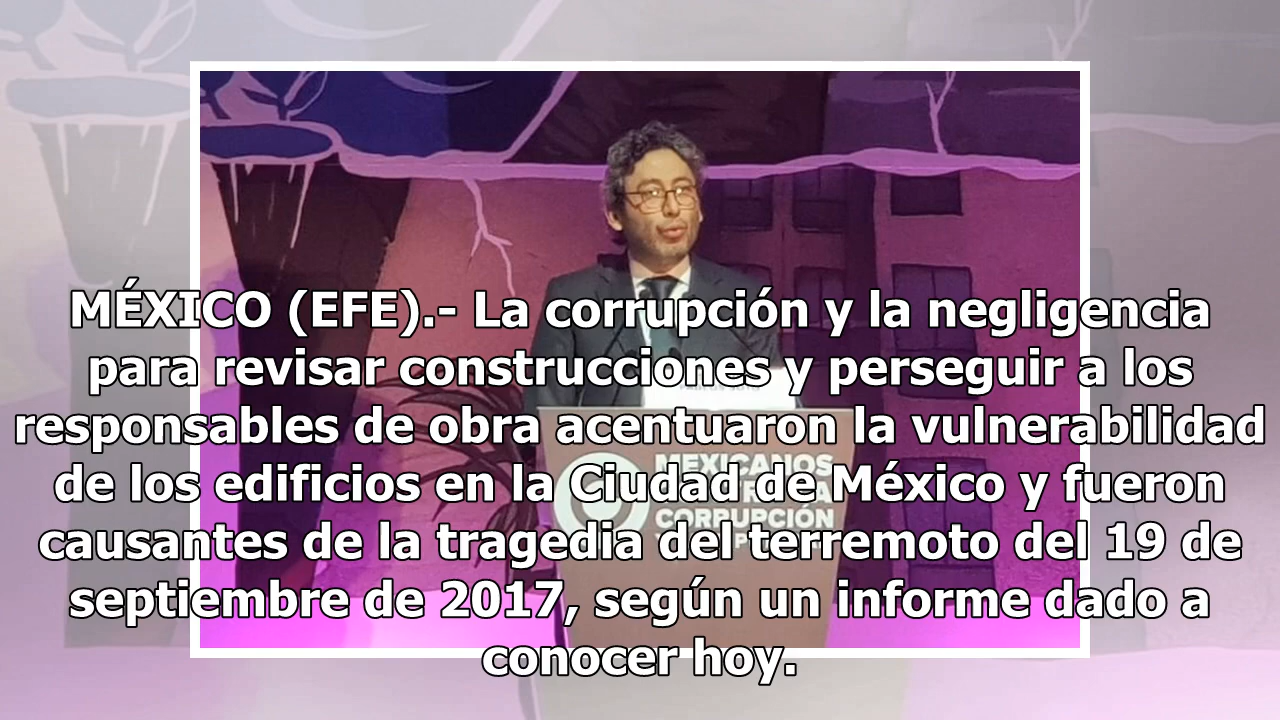 MÉXICO (EFE).- La corrupción y la negligencia
para revisar construcciones y perseguir a los
responsables de obra acentuaron la vulnerabilidad
de los edificios en la Ciudad de México y fueron
causantes de la tragedia del terremoto del 19 de
septiembre de 2017, según un informe dado a
conocer hoy.
MEXICANOS
CORRUPCIÓN